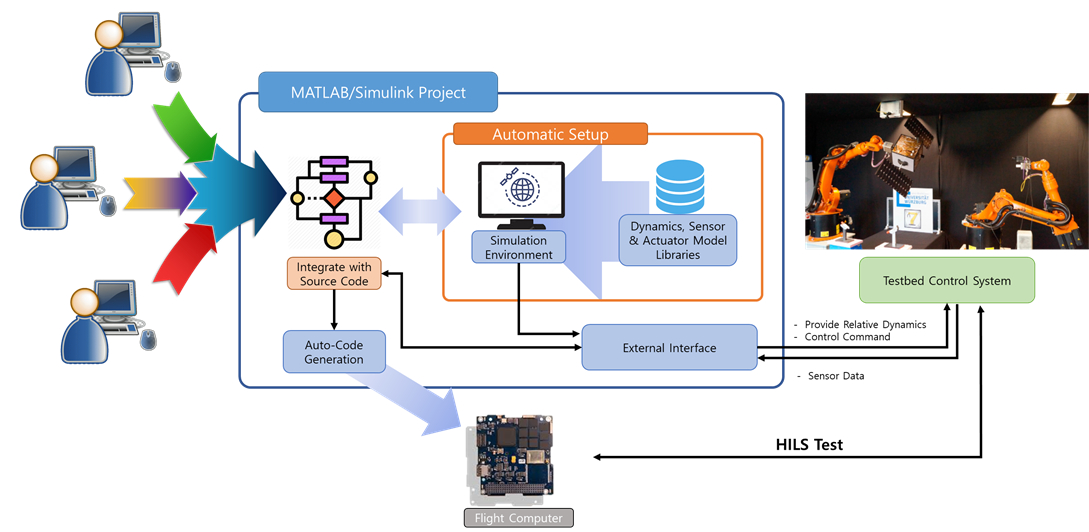 MATLAB/Simulink Project
Automatic Setup
Simulation
Environment
Dynamics, Sensor
& Actuator Model
Libraries
Integrate with
Source Code
Auto-Code
Generation
External Interface
Testbed Control System
- Provide Relative Dynamics
- Control Command
- Sensor Data
HILS Test
Flight Computer